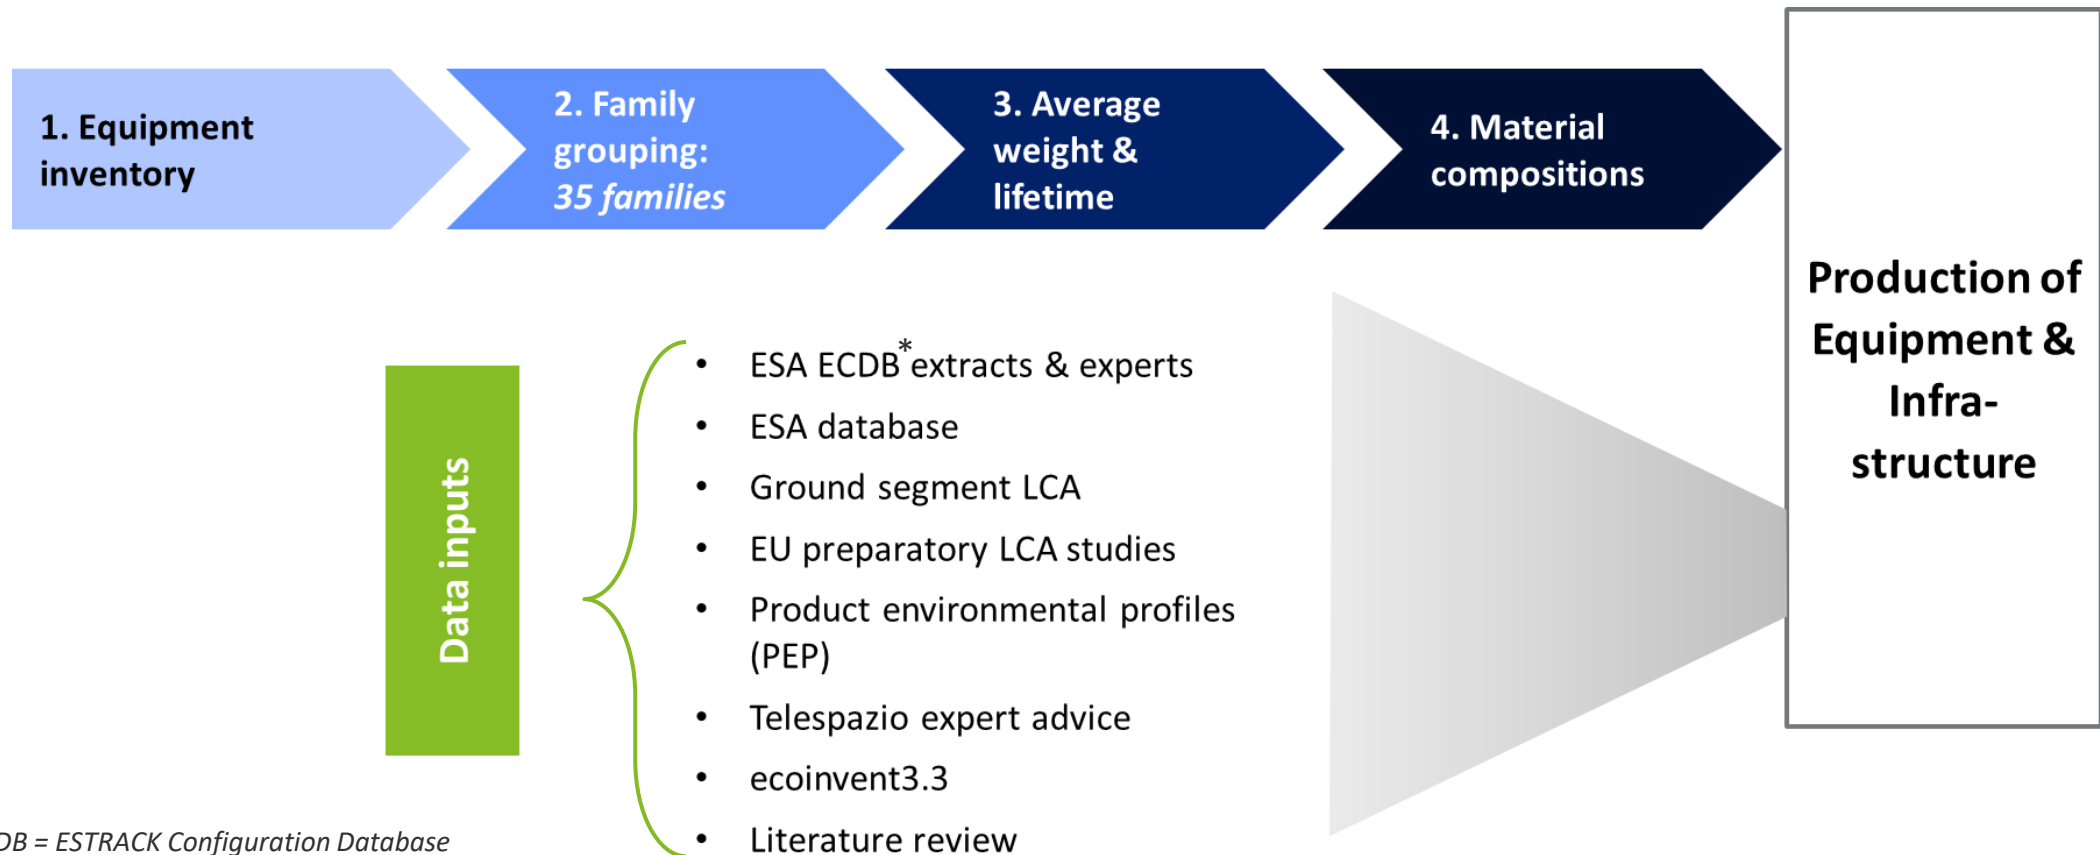 1. Equipment
inventory
2. Family
grouping:
35 families
3. Average
weight &
lifetime
4. Material
compositions
Production of
Equipment &
Infra-
structure
Data inputs
• ESA ECDB* extracts & experts
• ESA database
• Ground segment LCA
• EU preparatory LCA studies
• Product environmental profiles
(PEP)
• Telespazio expert advice
• ecoinvent3.3
• Literature review
DB = ESTRACK Configuration Database